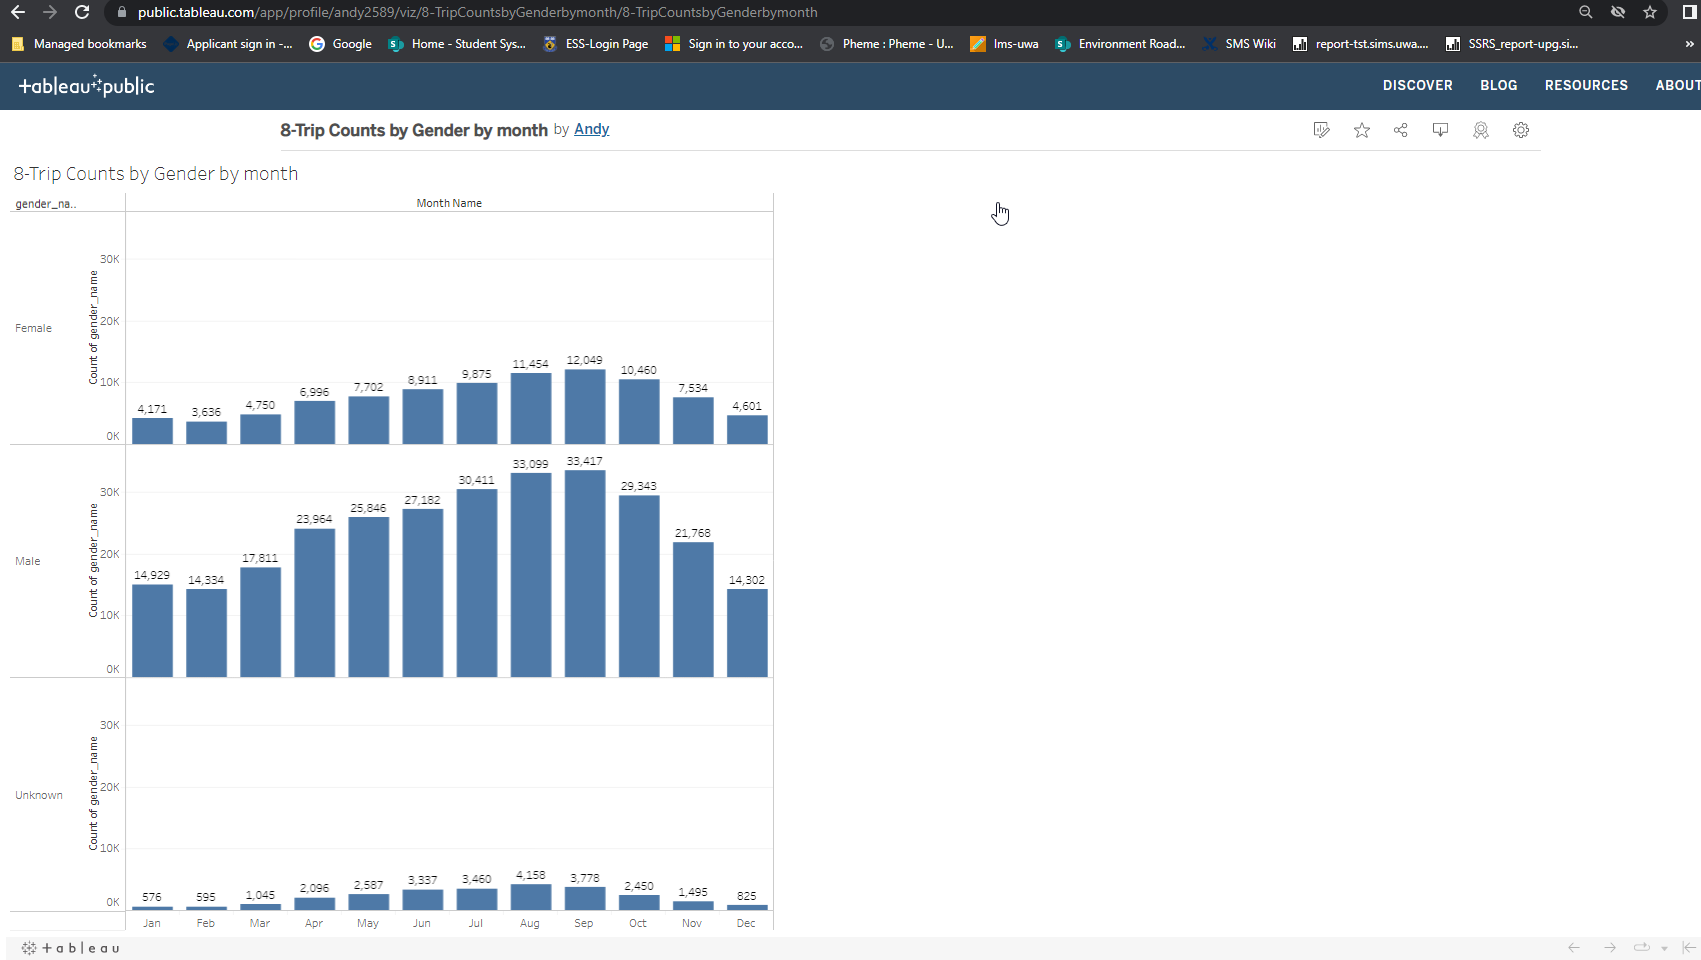 public.tableau.com/app/profile/andy2589/viz/8-TripCountsbyGenderbymonth/8-TripCountsbyGenderbymonth
Managed bookmarks Applicant sign in -... Google Home - Student Sys... ESS-Login Page Sign in to your acco... Pheme : Pheme - U... lms-uwa Environment Road... SMS Wiki report-tst.sims.uwa.... SSRS_report-upg.si... »
+ableau public DISCOVER BLOG RESOURCES ABOUT
8-Trip Counts by Gender by month by Andy
8-Trip Counts by Gender by month
gender_na.. Month Name
Female
Count of gender_name
30K
20K
10K
0K
4,171 3,636 4,750 6,996 7,702 8,911 9,875 11,454 12,049 10,460 7,534 4,601
Male
Count of gender_name
30K
20K
10K
0K
14,929 14,334 17,811 23,964 25,846 27,182 30,411 33,099 33,417 29,343 21,768 14,302
Unknown
Count of gender_name
30K
20K
10K
0K
576 595 1,045 2,096 2,587 3,337 3,460 4,158 3,778 2,450 1,495 825
Jan Feb Mar Apr May Jun Jul Aug Sep Oct Nov Dec
+ a b l e a u